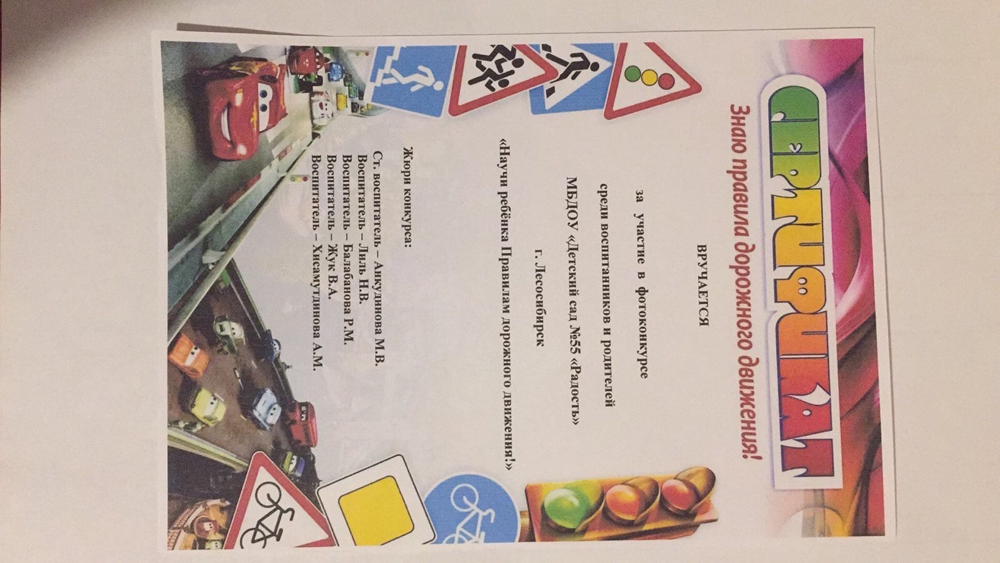 СЕРТИФИКАТ
Знаю правила дорожного движения!
ВРУЧАЕТСЯ
за участие в фотоконкурсе
среди воспитанников и родителей
МБДОУ «Детский сад №55 «Радость»
г. Лесосибирск
«Научи ребёнка Правилам дорожного движения!»
Жюри конкурса:
Ст. воспитатель – Анкудинова М.В.
Воспитатель – Лиль Н.В.
Воспитатель – Балабанова Р.М.
Воспитатель – Жук В.А.
Воспитатель – Хисамутдинова А.М.